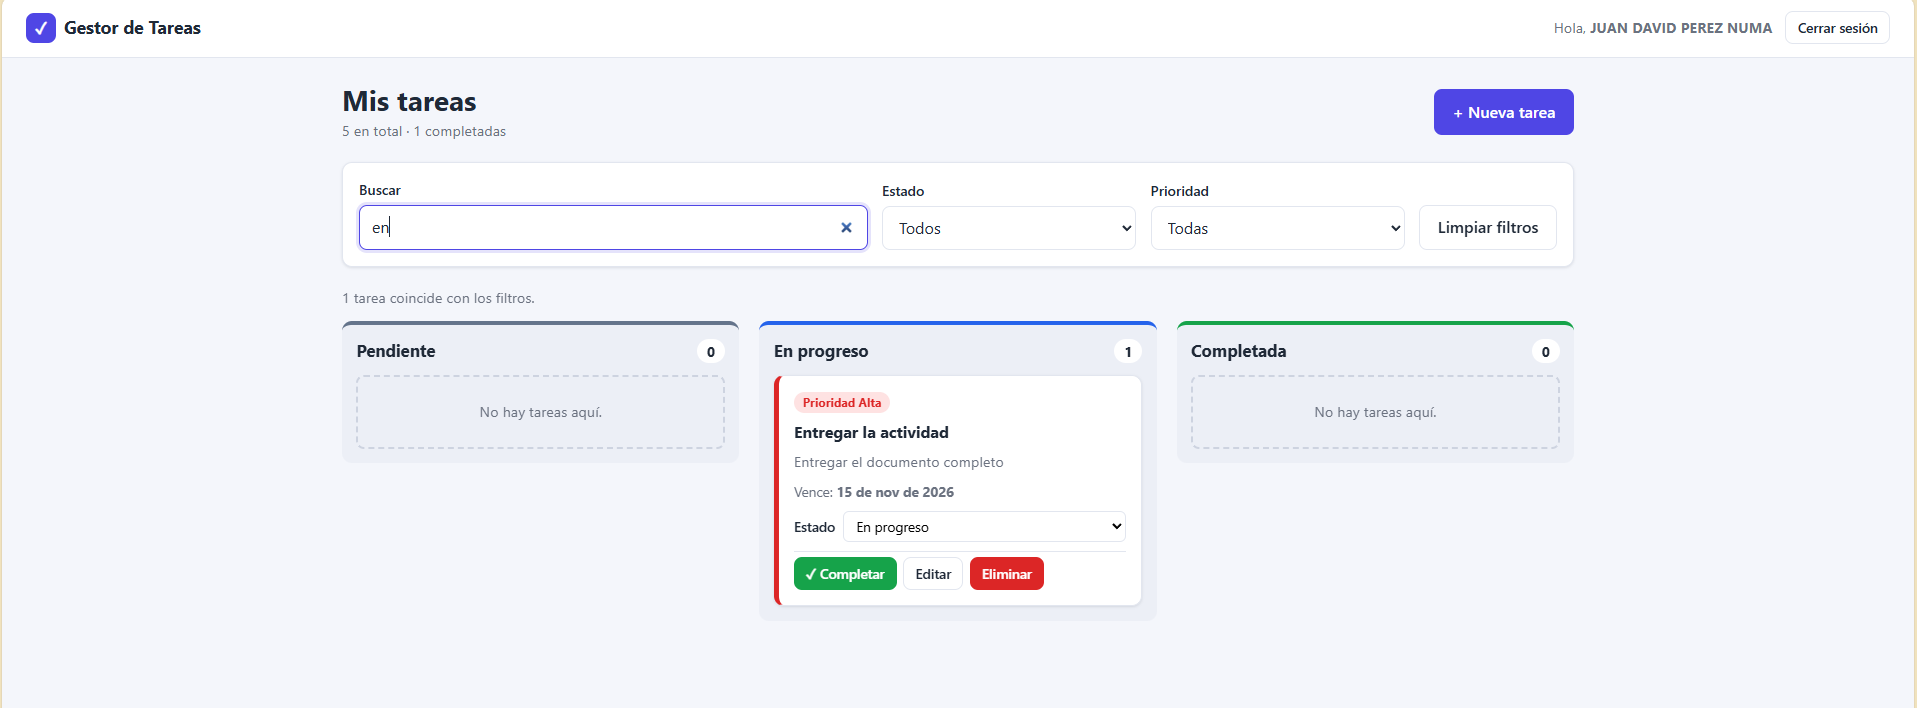 ✓ Gestor de Tareas
Hola, JUAN DAVID PEREZ NUMA
Cerrar sesión
Mis tareas
5 en total · 1 completadas
+ Nueva tarea
Buscar
en
Estado
Todos
Prioridad
Todas
Limpiar filtros
1 tarea coincide con los filtros.
Pendiente 0
No hay tareas aquí.
En progreso 1
Prioridad Alta
Entregar la actividad
Entregar el documento completo
Vence: 15 de nov de 2026
Estado En progreso
✓ Completar Editar Eliminar
Completada 0
No hay tareas aquí.